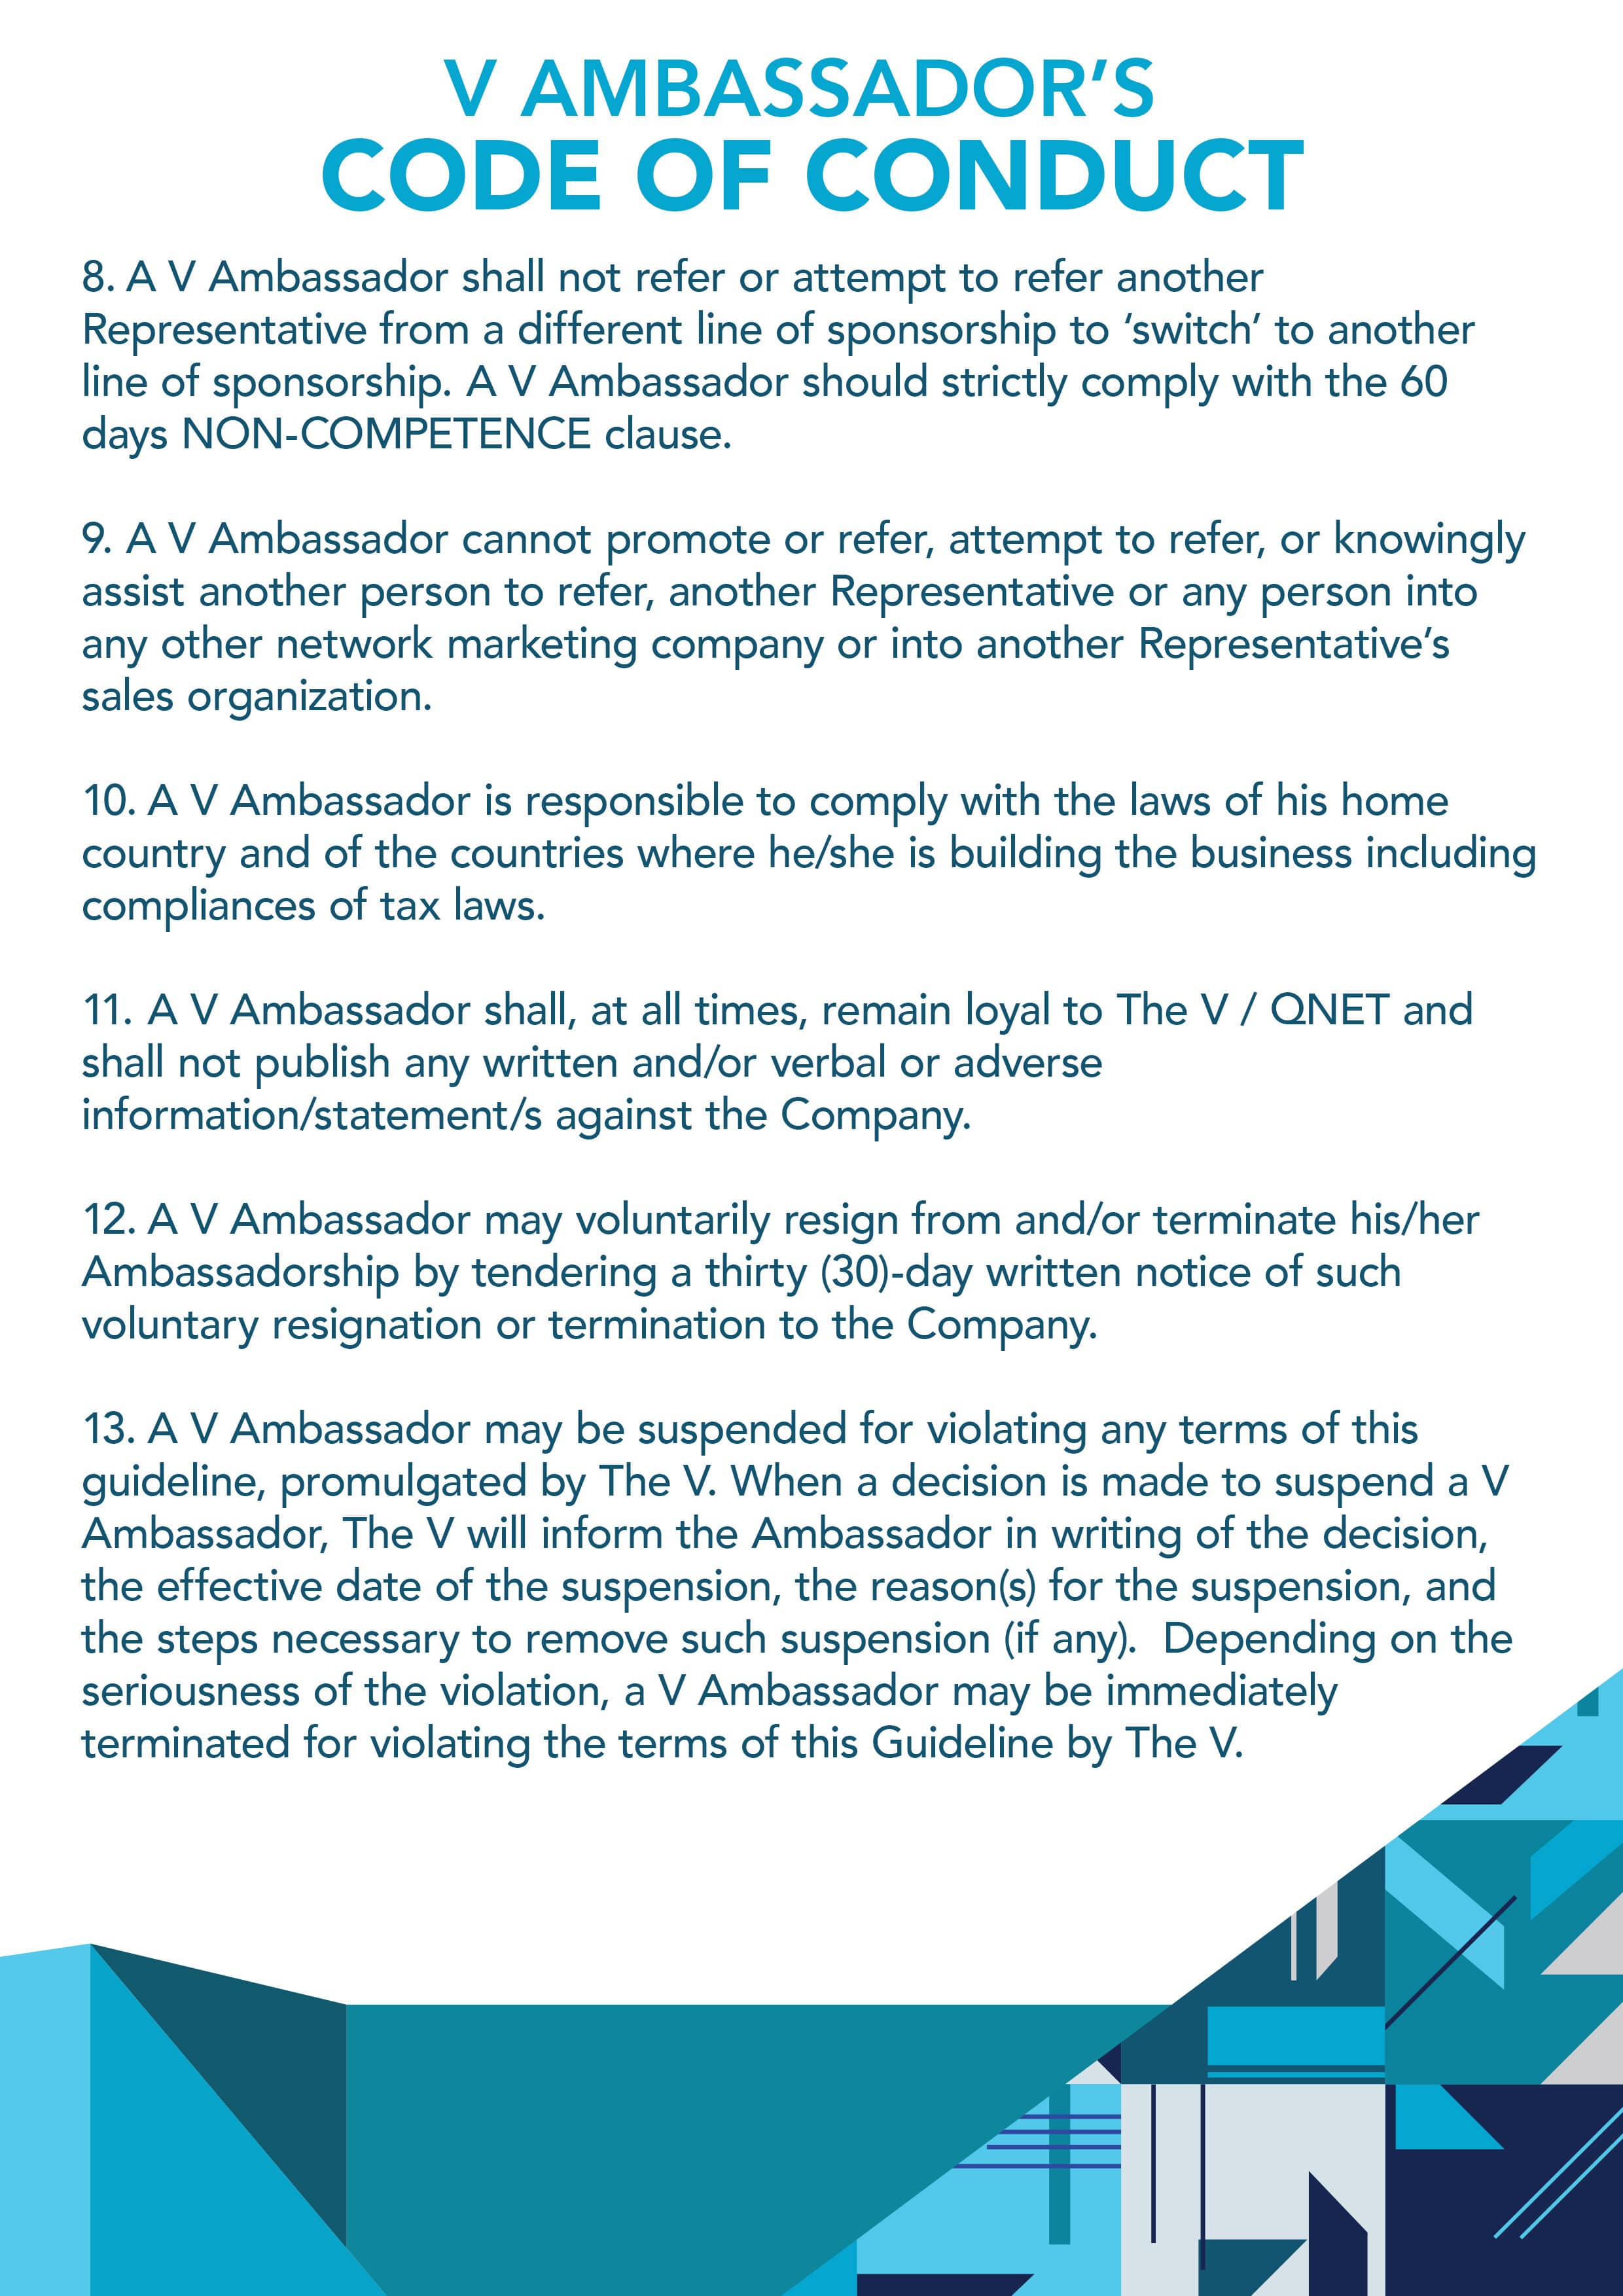 V AMBASSADOR’S
CODE OF CONDUCT
8. A V Ambassador shall not refer or attempt to refer another
Representative from a different line of sponsorship to ‘switch’ to another
line of sponsorship. A V Ambassador should strictly comply with the 60
days NON-COMPETENCE clause.
9. A V Ambassador cannot promote or refer, attempt to refer, or knowingly
assist another person to refer, another Representative or any person into
any other network marketing company or into another Representative’s
sales organization.
10. A V Ambassador is responsible to comply with the laws of his home
country and of the countries where he/she is building the business including
compliances of tax laws.
11. A V Ambassador shall, at all times, remain loyal to The V / QNET and
shall not publish any written and/or verbal or adverse
information/statement/s against the Company.
12. A V Ambassador may voluntarily resign from and/or terminate his/her
Ambassadorship by tendering a thirty (30)-day written notice of such
voluntary resignation or termination to the Company.
13. A V Ambassador may be suspended for violating any terms of this
guideline, promulgated by The V. When a decision is made to suspend a V
Ambassador, The V will inform the Ambassador in writing of the decision,
the effective date of the suspension, the reason(s) for the suspension, and
the steps necessary to remove such suspension (if any).  Depending on the
seriousness of the violation, a V Ambassador may be immediately
terminated for violating the terms of this Guideline by The V.